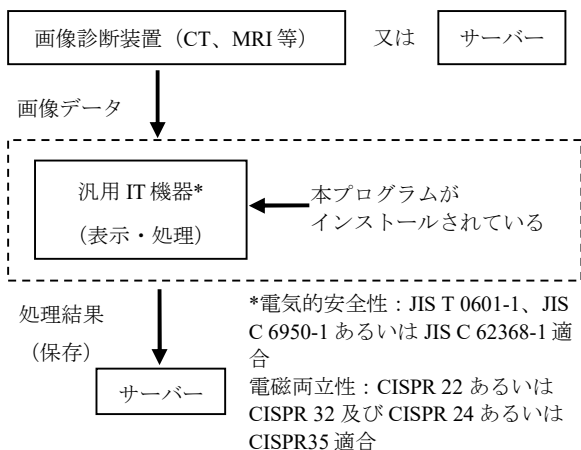 画像診断装置（CT、MRI 等） 又は サーバー
画像データ
汎用 IT 機器*
（表示・処理）
本プログラムが
インストールされている
処理結果
（保存）
サーバー
*電気的安全性：JIS T 0601-1、JIS
C 6950-1 あるいは JIS C 62368-1 適
合
電磁両立性：CISPR 22 あるいは
CISPR 32 及び CISPR 24 あるいは
CISPR35 適合